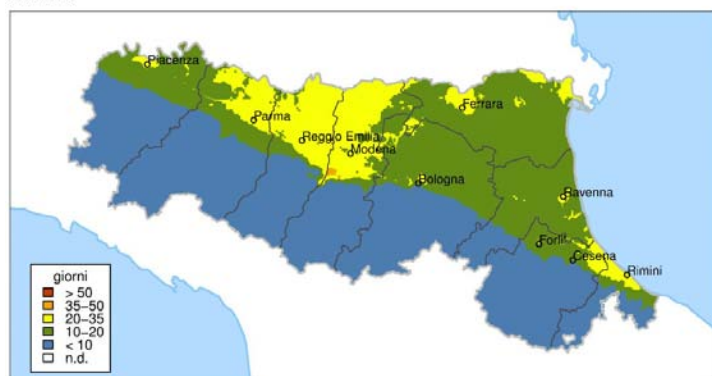 Piacenza
Parma
Reggio Emilia
Modena
Ferrara
Bologna
Ravenna
Forlì
Cesena
Rimini
giorni
> 50
35–50
20–35
10–20
< 10
n.d.